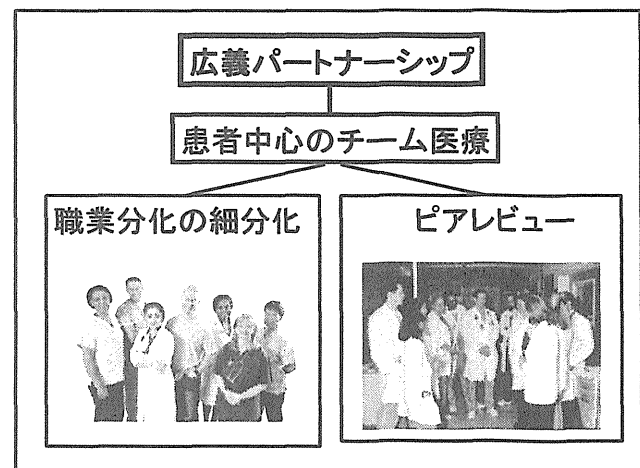 広義パートナーシップ
患者中心のチーム医療
職業分化の細分化
ピアレビュー